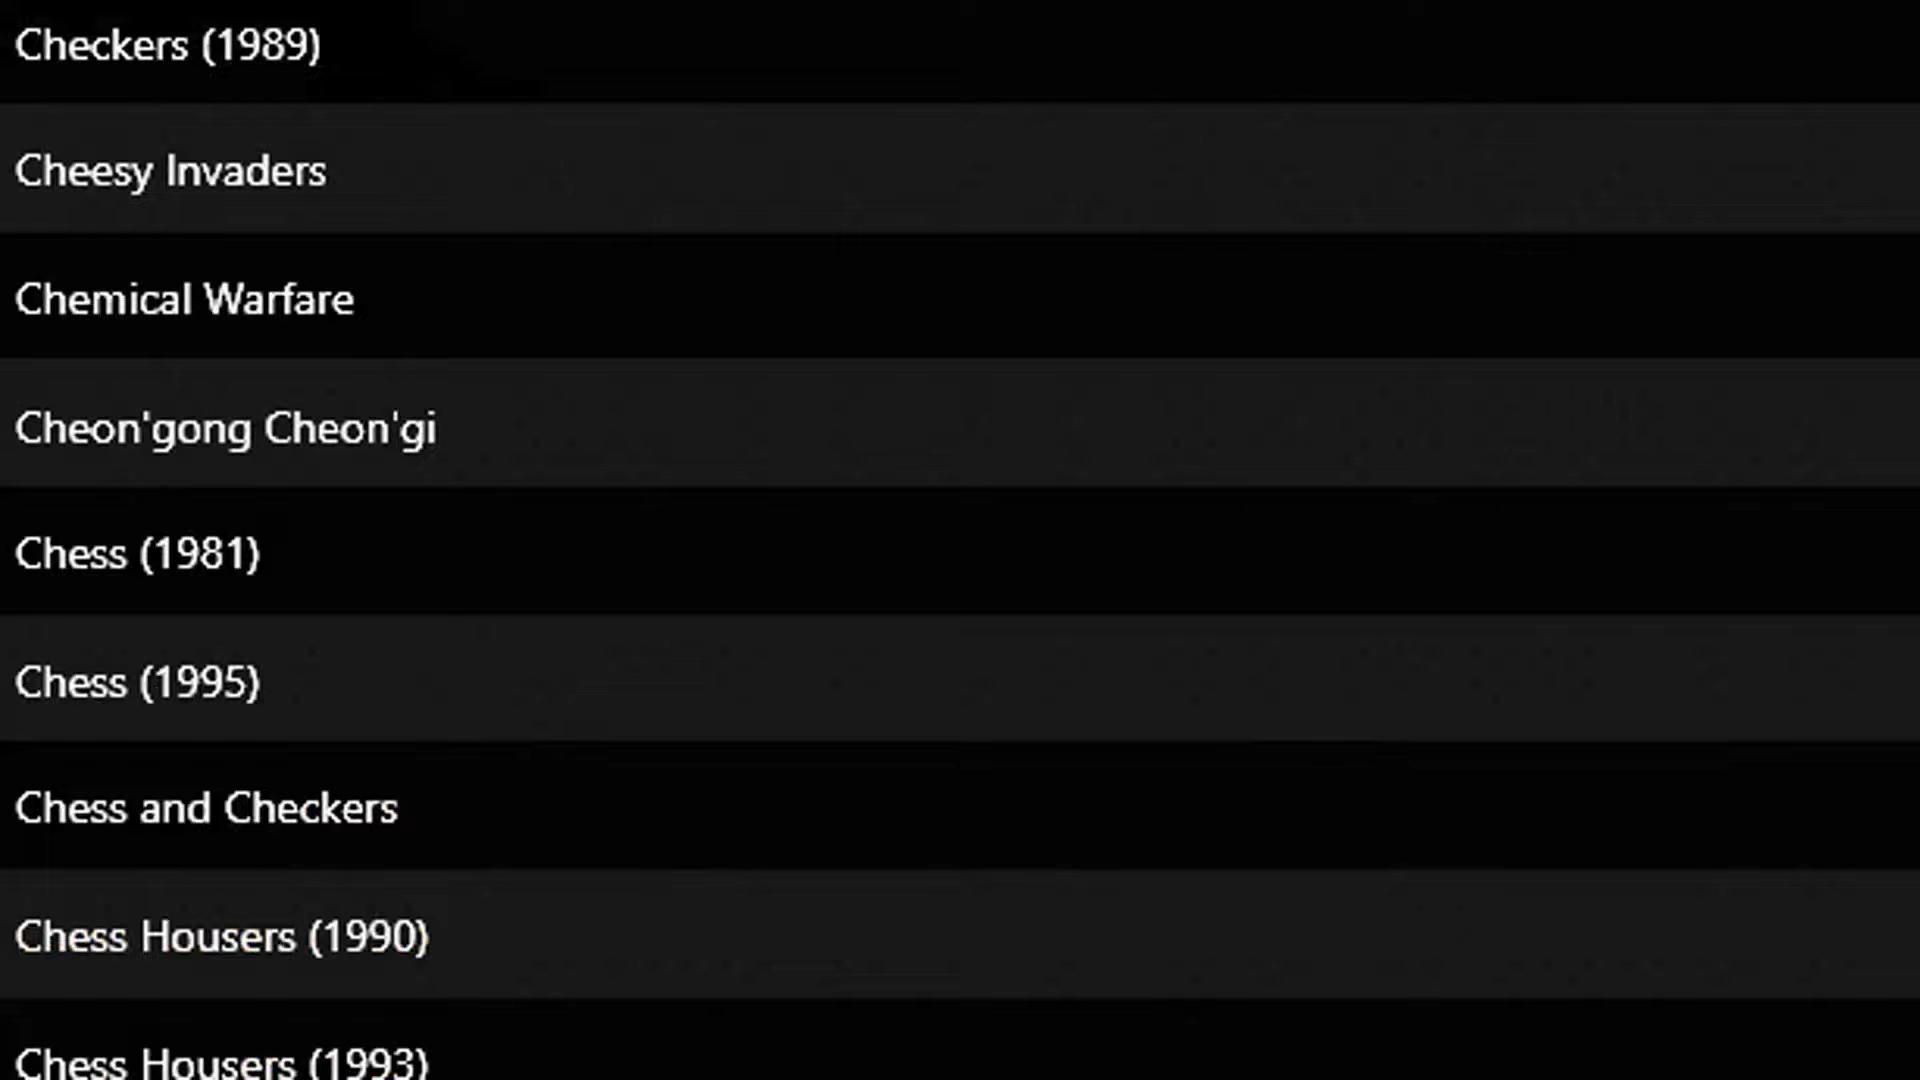 Checkers (1989)
Cheesy Invaders
Chemical Warfare
Cheon'gong Cheon'gi
Chess (1981)
Chess (1995)
Chess and Checkers
Chess Housers (1990)
Chess Housers (1993)